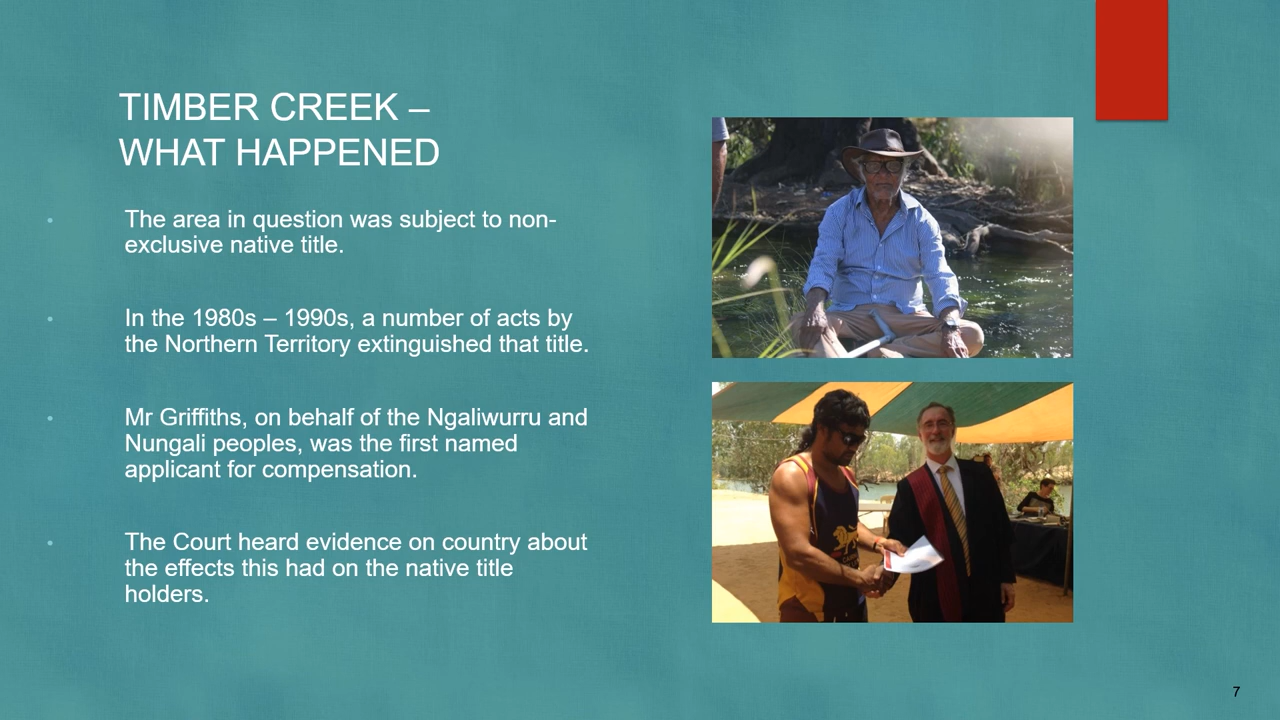 TIMBER CREEK –
WHAT HAPPENED
• The area in question was subject to non-
exclusive native title.
• In the 1980s – 1990s, a number of acts by
the Northern Territory extinguished that title.
• Mr Griffiths, on behalf of the Ngaliwurru and
Nungali peoples, was the first named
applicant for compensation.
• The Court heard evidence on country about
the effects this had on the native title
holders.
7